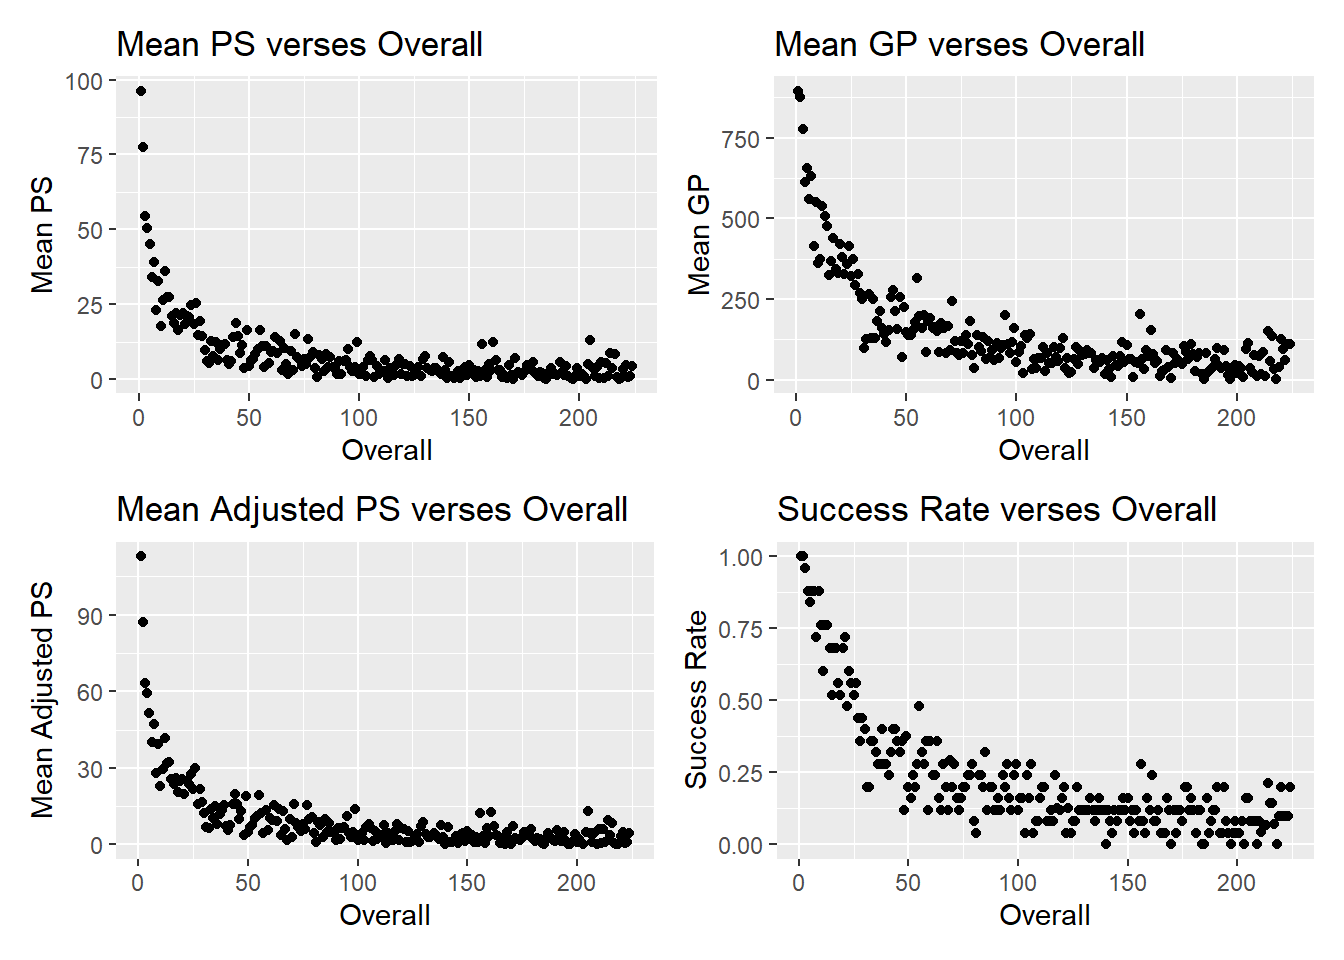 Mean PS verses Overall
100
75
50
25
0
Mean PS
0 50 100 150 200
Overall
Mean GP verses Overall
750
500
250
0
Mean GP
0 50 100 150 200
Overall
Mean Adjusted PS verses Overall
90
60
30
0
Mean Adjusted PS
0 50 100 150 200
Overall
Success Rate verses Overall
1.00
0.75
0.50
0.25
0.00
Success Rate
0 50 100 150 200
Overall